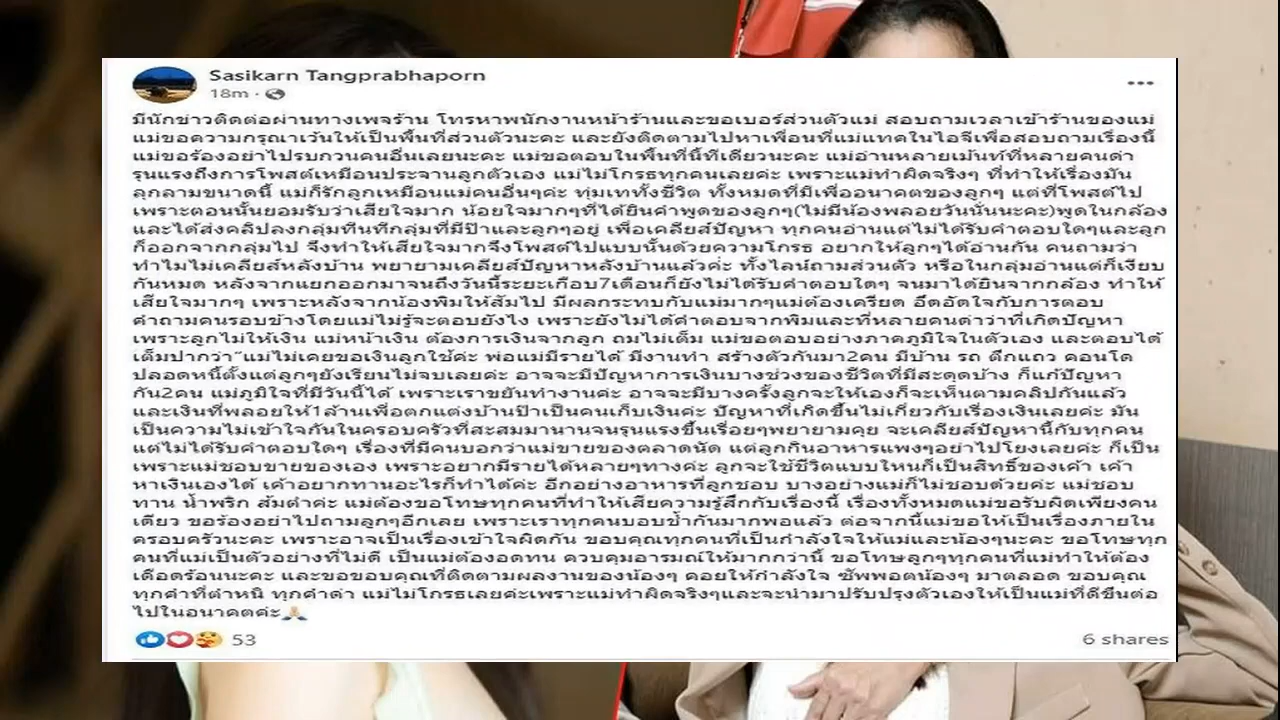 Sasikarn Tangprabhaporn
18m ·
มีนักข่าวติดต่อผ่านทางเพจร้าน โทรหาพนักงานหน้าร้านและขอเบอร์ส่วนตัวแม่ สอบถามเวลาเข้าร้านของแม่
แม่ขอความกรุณาเว้นให้เป็นพื้นที่ส่วนตัวนะคะ และยังติดตามไปหาเพื่อนที่แม่แทคในไอจีเพื่อสอบถามเรื่องนี้
แม่ขอร้องอย่าไปรบกวนคนอื่นเลยนะคะ แม่ขอตอบในพื้นที่นี้ทีเดียวนะคะ แม่อ่านหลายเม้นท์ที่หลายคนด่า
รุนแรงถึงการโพสต์เหมือนประจานลูกตัวเอง แม่ไม่โกรธทุกคนเลยค่ะ เพราะแม่ทำผิดจริงๆ ที่ทำให้เรื่องมัน
ลุกลามขนาดนี้ แม่ก็รักลูกเหมือนแม่คนอื่นๆค่ะ ทุ่มเททั้งชีวิต ทั้งหมดที่มีเพื่ออนาคตของลูกๆ แต่ที่โพสต์ไป
เพราะตอนนั้นยอมรับว่าเสียใจมาก น้อยใจมากๆที่ได้ยินคำพูดของลูกๆ(ไม่มีน้องพลอยวันนั้นนะคะ)พูดในกล้อง
และได้ส่งคลิปลงกลุ่มทันทีกลุ่มที่มีป้าและลูกๆอยู่ เพื่อเคลียส์ปัญหา ทุกคนอ่านแต่ไม่ได้รับคำตอบใดๆและลูก
ก็ออกจากกลุ่มไป จึงทำให้เสียใจมากจึงโพสต์ไปแบบนั้นด้วยความโกรธ อยากให้ลูกๆได้อ่านกัน คนถามว่า
ทำไมไม่เคลียส์หลังบ้าน พยายามเคลียส์ปัญหาหลังบ้านแล้วค่ะ ทั้งไลน์ถามส่วนตัว หรือในกลุ่มอ่านแต่ก็เงียบ
กันหมด หลังจากแยกออกมาจนถึงวันนี้ระยะเกือบ7เดือนก็ยังไม่ได้รับคำตอบใดๆ จนมาได้ยินจากกล้อง ทำให้
เสียใจมากๆ เพราะหลังจากน้องพิมให้สัมไป มีผลกระทบกับแม่มากๆแม่ต้องเครียด อึดอัดใจกับการตอบ
คำถามคนรอบข้างโดยแม่ไม่รู้จะตอบยังไง เพราะยังไม่ได้คำตอบจากพิมและที่หลายคนด่าว่าที่เกิดปัญหา
เพราะลูกไม่ให้เงิน แม่หน้าเงิน ต้องการเงินจากลูก ถมไม่เต็ม แม่ขอตอบอย่างภาคภูมิใจในตัวเอง และตอบได้
เต็มปากว่า"แม่ไม่เคยขอเงินลูกใช้ค่ะ พ่อแม่มีรายได้ มีงานทำ สร้างตัวกันมา2คน มีบ้าน รถ ตึกแถว คอนโด
ปลอดหนี้ตั้งแต่ลูกๆยังเรียนไม่จบเลยค่ะ อาจจะมีปัญหาการเงินบางช่วงของชีวิตที่มีสะดุดบ้าง ก็แก้ปัญหา
กัน2คน แม่ภูมิใจที่มีวันนี้ได้ เพราะเราขยันทำงานค่ะ อาจจะมีบางครั้งลูกจะให้เองก็จะเห็นตามคลิปกันแล้ว
และเงินที่พลอยให้1ล้านเพื่อตกแต่งบ้านป้าเป็นคนเก็บเงินค่ะ ปัญหาที่เกิดขึ้นไม่เกี่ยวกับเรื่องเงินเลยค่ะ มัน
เป็นความไม่เข้าใจกันในครอบครัวที่สะสมมานานจนรุนแรงขึ้นเรื่อยๆพยายามคุย จะเคลียส์ปัญหานี้กับทุกคน
แต่ไม่ได้รับคำตอบใดๆ เรื่องที่มีคนบอกว่าแม่ขายของตลาดนัด แต่ลูกกินอาหารแพงๆอย่าไปโยงเลยค่ะ ก็เป็น
เพราะแม่ชอบขายของเอง เพราะอยากมีรายได้หลายๆทางค่ะ ลูกจะใช้ชีวิตแบบไหนก็เป็นสิทธิ์ของเค้า เค้า
หาเงินเองได้ เค้าอยากทานอะไรก็ทำได้ค่ะ อีกอย่างอาหารที่ลูกชอบ บางอย่างแม่ก็ไม่ชอบด้วยค่ะ แม่ชอบ
ทาน น้ำพริก ส้มตำค่ะ แม่ต้องขอโทษทุกคนที่ทำให้เสียความรู้สึกกับเรื่องนี้ เรื่องทั้งหมดแม่ขอรับผิดเพียงคน
เดียว ขอร้องอย่าไปถามลูกๆอีกเลย เพราะเราทุกคนบอบช้ำกันมากพอแล้ว ต่อจากนี้แม่ขอให้เป็นเรื่องภายใน
ครอบครัวนะคะ เพราะอาจเป็นเรื่องเข้าใจผิดกัน ขอบคุณทุกคนที่เป็นกำลังใจให้แม่และน้องๆนะคะ ขอโทษทุก
คนที่แม่เป็นตัวอย่างที่ไม่ดี เป็นแม่ต้องอดทน ควบคุมอารมณ์ให้มากกว่านี้ ขอโทษลูกๆทุกคนที่แม่ทำให้ต้อง
เดือดร้อนนะคะ และขอขอบคุณที่ติดตามผลงานของน้องๆ คอยให้กำลังใจ ซัพพอตน้องๆ มาตลอด ขอบคุณ
ทุกคำที่ตำหนิ ทุกคำด่า แม่ไม่โกรธเลยค่ะเพราะแม่ทำผิดจริงๆและจะนำมาปรับปรุงตัวเองให้เป็นแม่ที่ดีขึ้นต่อ
ไปในอนาคตค่ะ🙏🏻
53
6 shares